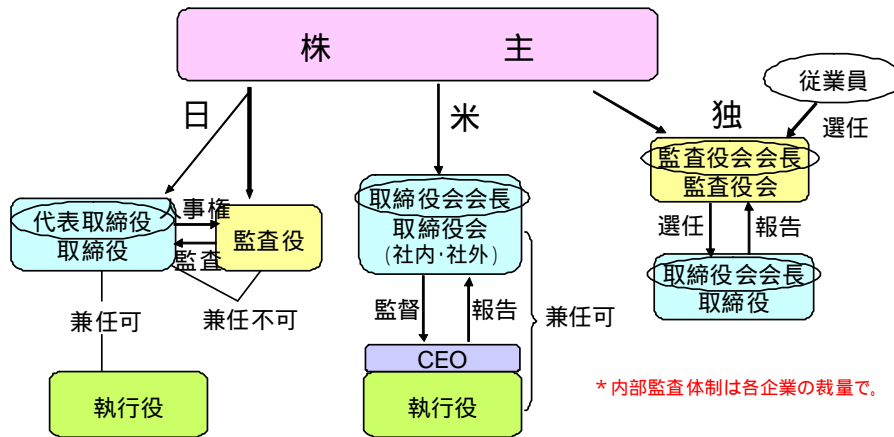 株 主
従業員
日
米
独
選任
代表取締役
取締役
人事権
監査
監査役
取締役会会長
取締役会
(社内・社外)
監査役会会長
監査役会
選任
報告
取締役会会長
取締役
兼任可
兼任不可
監督
報告
兼任可
CEO
執行役
執行役
*内部監査体制は各企業の裁量で。